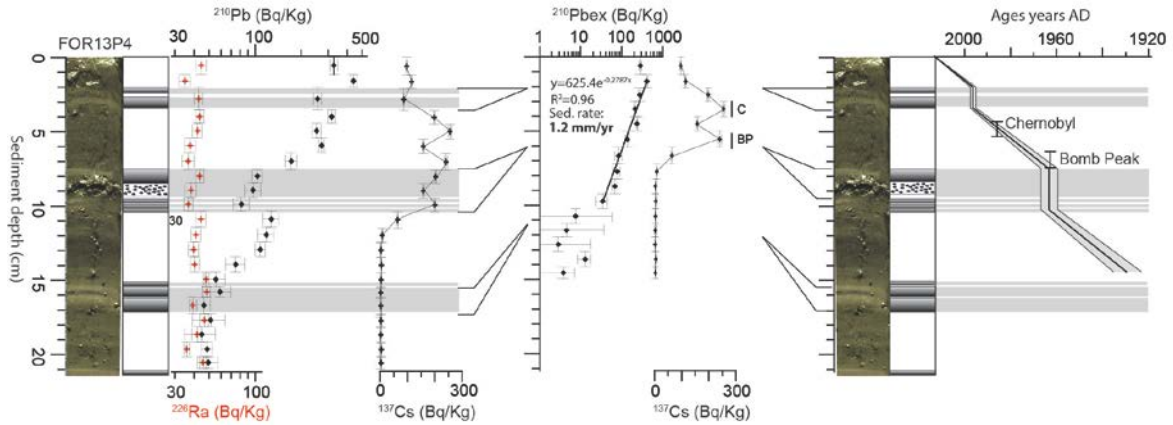 ²¹⁰Pb (Bq/Kg)
²¹⁰Pbex (Bq/Kg)
Ages years AD
FOR13P4
30 100 500
1 10 100 1000
0 300
2000 1960 1920
Sediment depth (cm)
0
5
10
15
20
30
y=625.4e⁻⁰·²⁷⁸⁷ˣ
R²=0.96
Sed. rate:
1.2 mm/yr
C
BP
Chernobyl
Bomb Peak
30 100
0 300
0 300
²²⁶Ra (Bq/Kg)
¹³⁷Cs (Bq/Kg)
¹³⁷Cs (Bq/Kg)